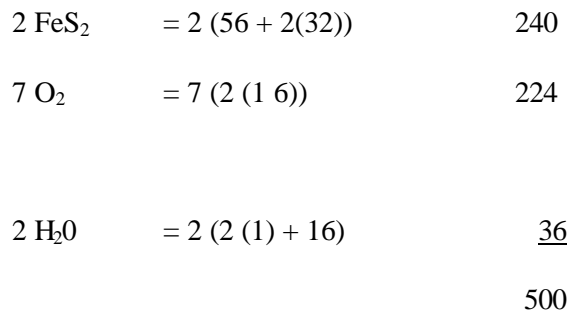 2 FeS₂ = 2 (56 + 2(32)) 240
7 O₂ = 7 (2 (1 6)) 224
2 H₂0 = 2 (2 (1) + 16) 36
500